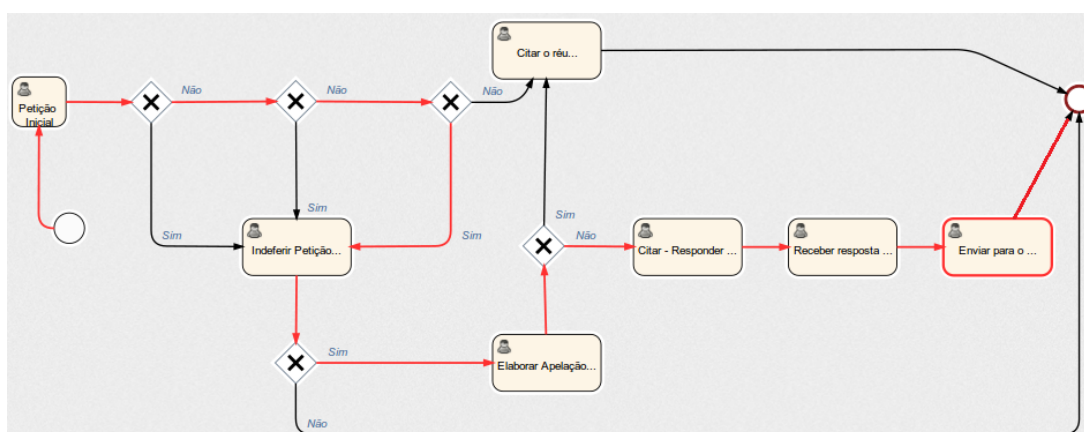 Citar o réu...
Petição
Inicial
Não
Não
Não
Sim
Sim
Sim
Indeferir Petição...
Sim
Não
Citar - Responder ...
Receber resposta ...
Enviar para o ...
Sim
Elaborar Apelação...
Não